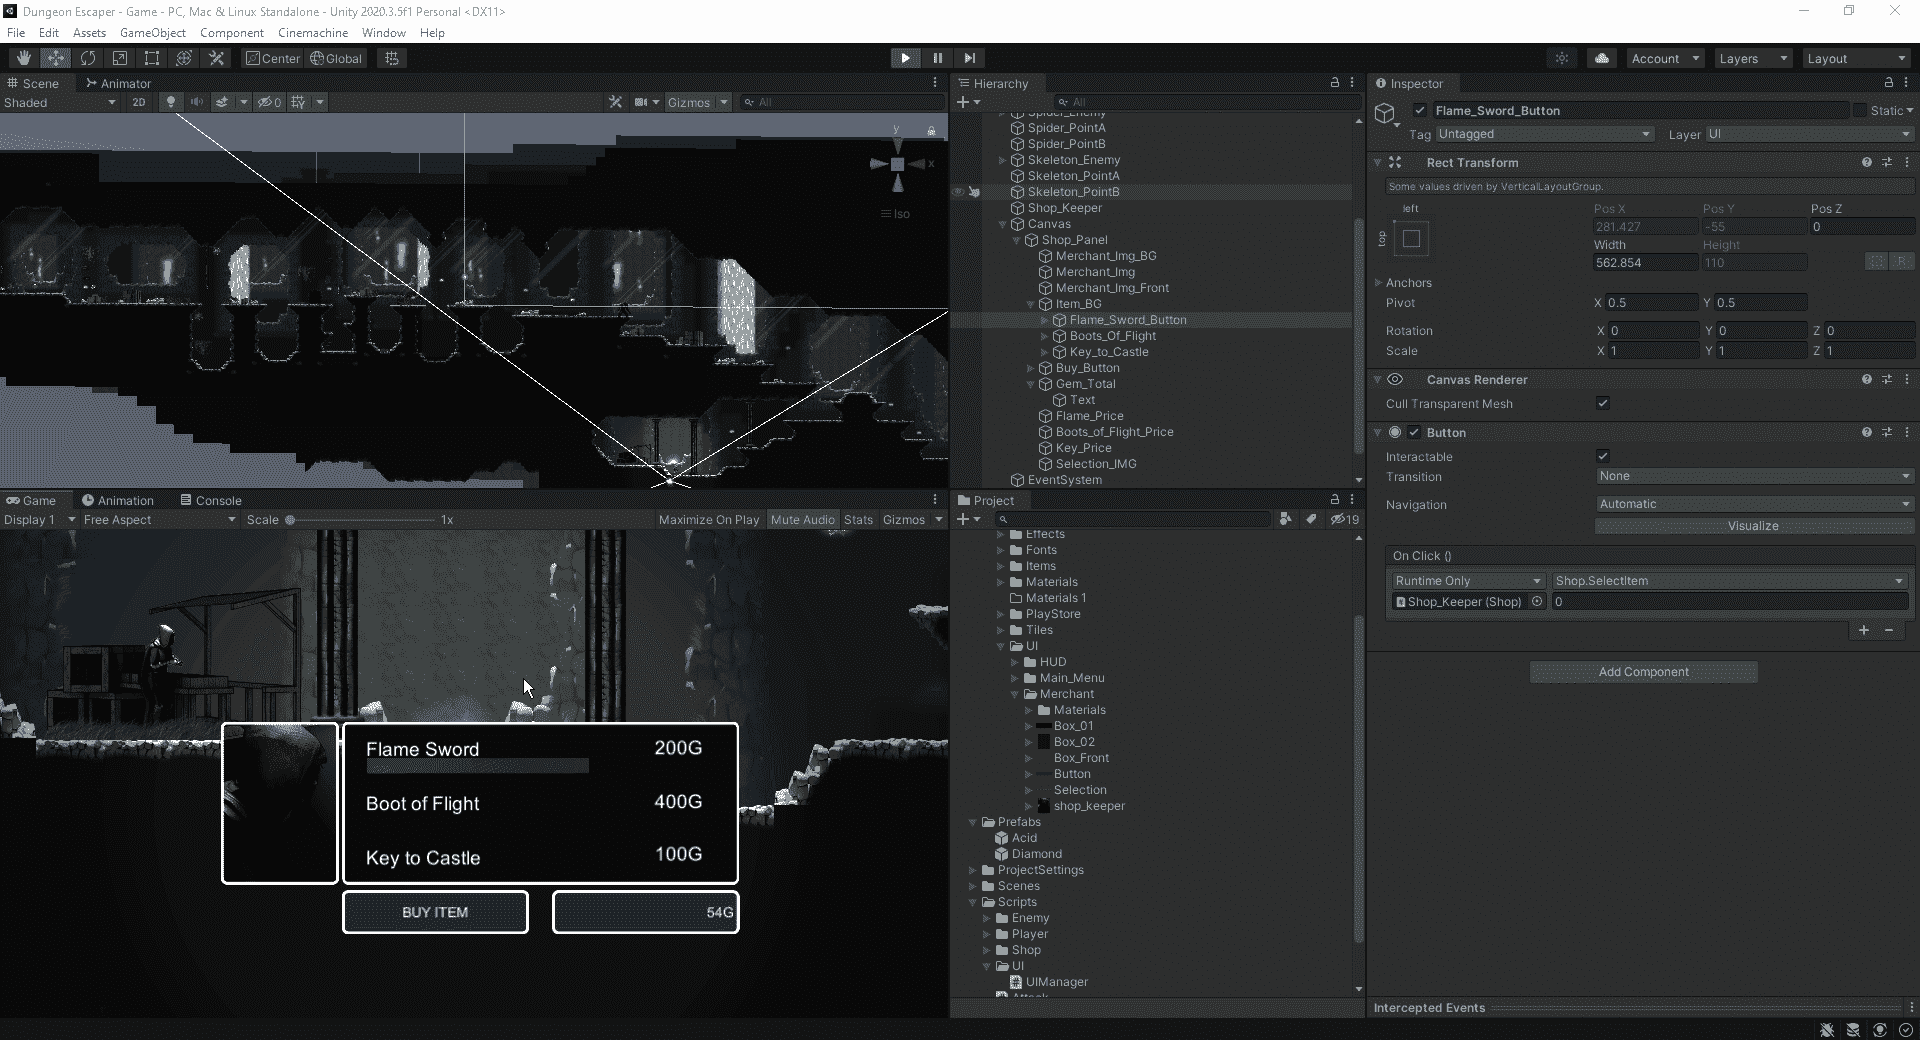 Dungeon Escaper - Game - PC, Mac & Linux Standalone - Unity 2020.3.5f1 Personal <DX11>
File Edit Assets GameObject Component Cinemachine Window Help
Center Global
Account Layers Layout
Scene Animator
Shaded 2D 0 Gizmos All
y
x
Iso
Hierarchy
All
Spider_Enemy
Spider_PointA
Spider_PointB
Skeleton_Enemy
Skeleton_PointA
Skeleton_PointB
Shop_Keeper
Canvas
Shop_Panel
Merchant_Img_BG
Merchant_Img
Merchant_Img_Front
Item_BG
Flame_Sword_Button
Boots_Of_Flight
Key_to_Castle
Buy_Button
Gem_Total
Text
Flame_Price
Boots_of_Flight_Price
Key_Price
Selection_IMG
EventSystem
Game Animation Console
Display 1 Free Aspect Scale 1x Maximize On Play Mute Audio Stats Gizmos
Flame Sword 200G
Boot of Flight 400G
Key to Castle 100G
BUY ITEM 54G
Project
19
Effects
Fonts
Items
Materials
Materials 1
PlayStore
Tiles
UI
HUD
Main_Menu
Merchant
Materials
Box_01
Box_02
Box_Front
Button
Selection
shop_keeper
Prefabs
Acid
Diamond
ProjectSettings
Scenes
Scripts
Enemy
Player
Shop
UI
UIManager
Attack
Inspector
Flame_Sword_Button Static
Tag Untagged Layer UI
Rect Transform
Some values driven by VerticalLayoutGroup.
left
top
Pos X Pos Y Pos Z
281.427 -55 0
Width Height
562.854 110
R
Anchors
Pivot X 0.5 Y 0.5
Rotation X 0 Y 0 Z 0
Scale X 1 Y 1 Z 1
Canvas Renderer
Cull Transparent Mesh
Button
Interactable
Transition None
Navigation Automatic
Visualize
On Click ()
Runtime Only Shop.SelectItem
Shop_Keeper (Shop) 0
Add Component
Intercepted Events